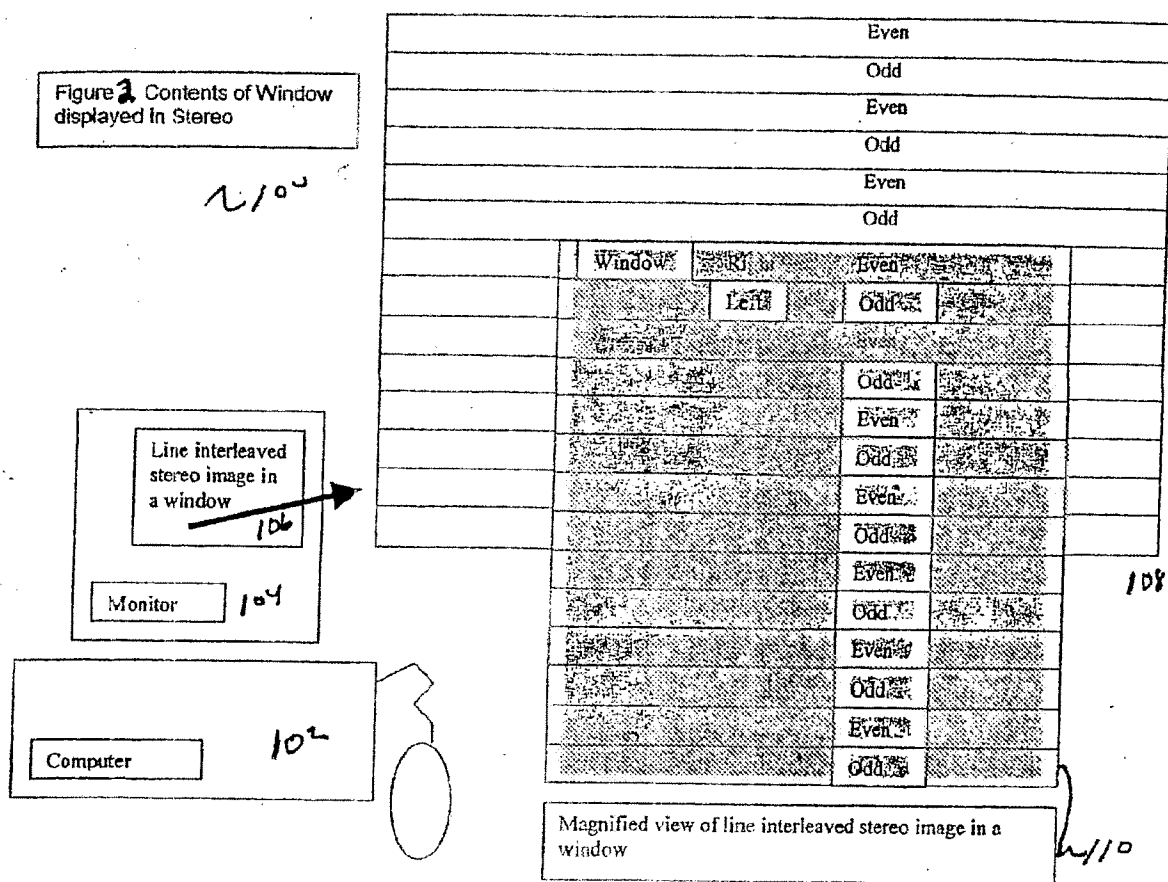 Figure 2 Contents of Window
displayed in Stereo
100
Even
Odd
Even
Odd
Even
Odd
Window Even
Left Odd
Even
Odd
Even
Odd
Even
Odd
Even
Odd
Even
Odd
Even
Odd
Line interleaved
stereo image in
a window
106
Monitor 104
Computer 102
108
Magnified view of line interleaved stereo image in a
window
110